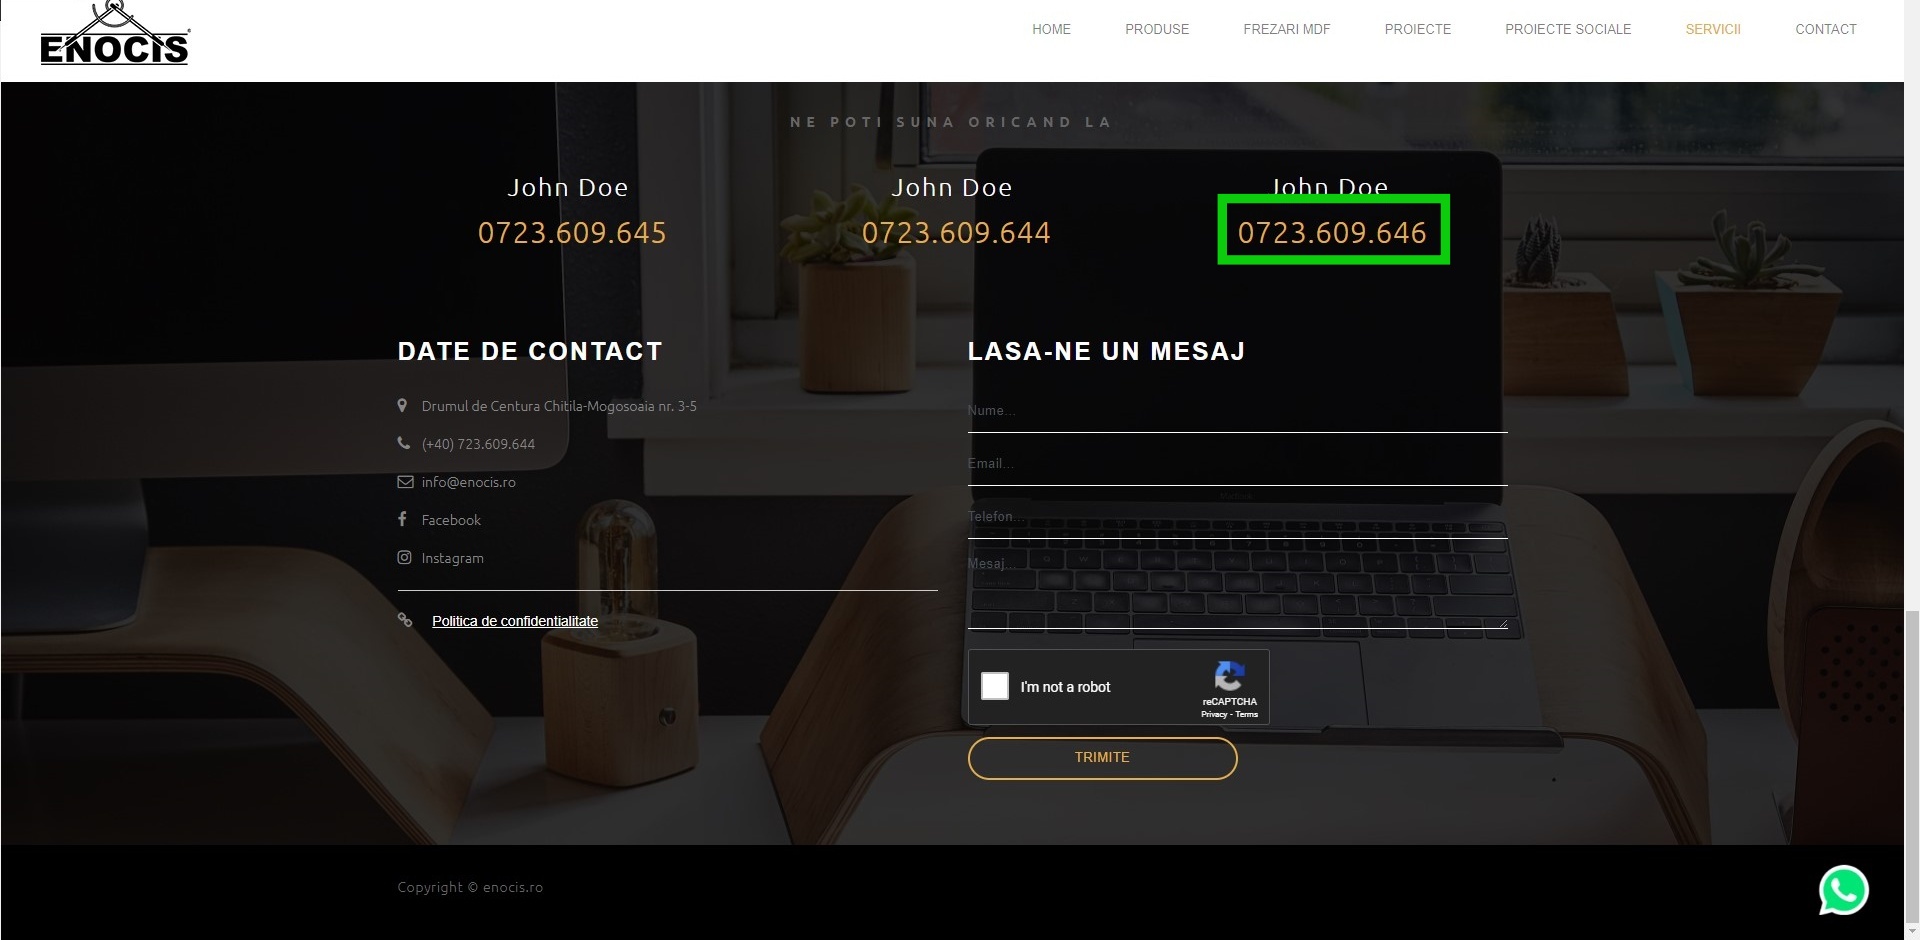 ENOCIS
HOME PRODUSE FREZARI MDF PROIECTE PROIECTE SOCIALE SERVICII CONTACT
NE POTI SUNA ORICAND LA
John Doe John Doe John Doe
0723.609.645 0723.609.644 0723.609.646
DATE DE CONTACT
Drumul de Centura Chitila-Mogosoaia nr. 3-5
(+40) 723.609.644
info@enocis.ro
Facebook
Instagram
Politica de confidentialitate
LASA-NE UN MESAJ
Nume...
Email...
Telefon...
Mesaj...
I'm not a robot
reCAPTCHA
Privacy - Terms
TRIMITE
Copyright © enocis.ro